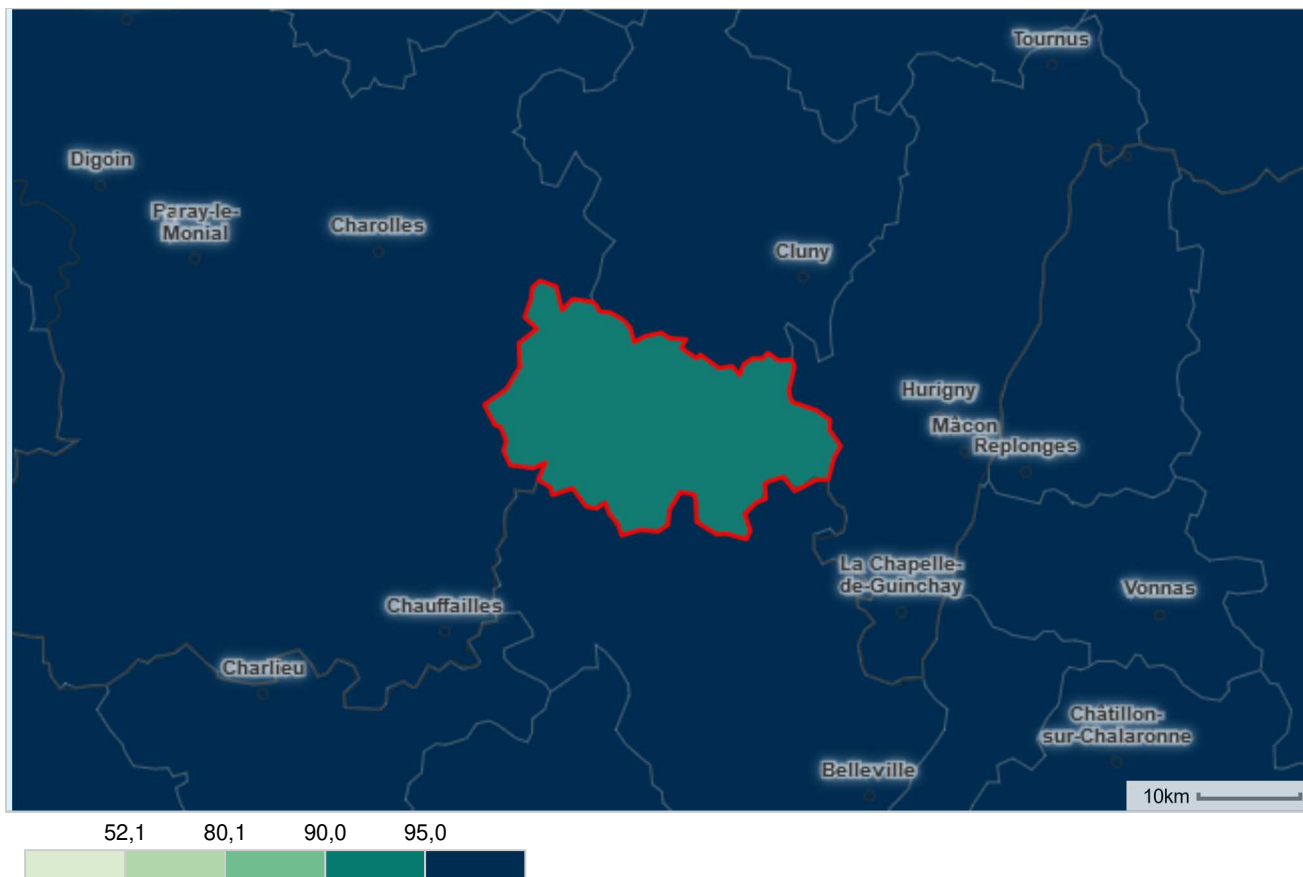 Tournus
Digoin
Paray-le-
Monial
Charolles
Cluny
Hurigny
Mâcon
Replonges
La Chapelle-
de-Guinchay
Vonnas
Chauffailles
Charlieu
Châtillon-
sur-Chalaronne
Belleville
10km
52,1 80,1 90,0 95,0